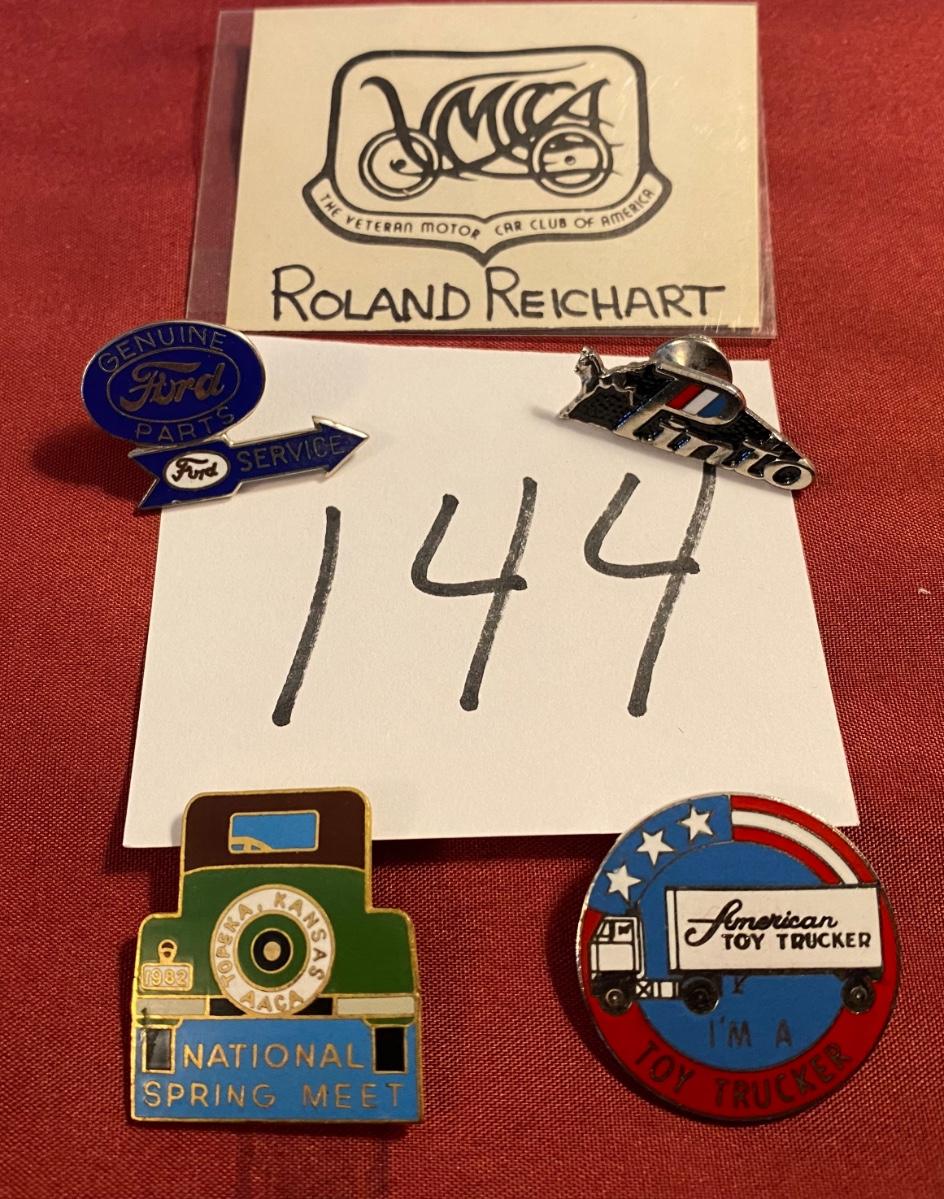 VMCCA
THE VETERAN MOTOR CAR CLUB OF AMERICA
ROLAND REICHART
GENUINE
Ford
PARTS
Ford SERVICE
Pinto
144
TOPEKA, KANSAS
AACA
1982
NATIONAL
SPRING MEET
American
TOY TRUCKER
I'M A
TOY TRUCKER